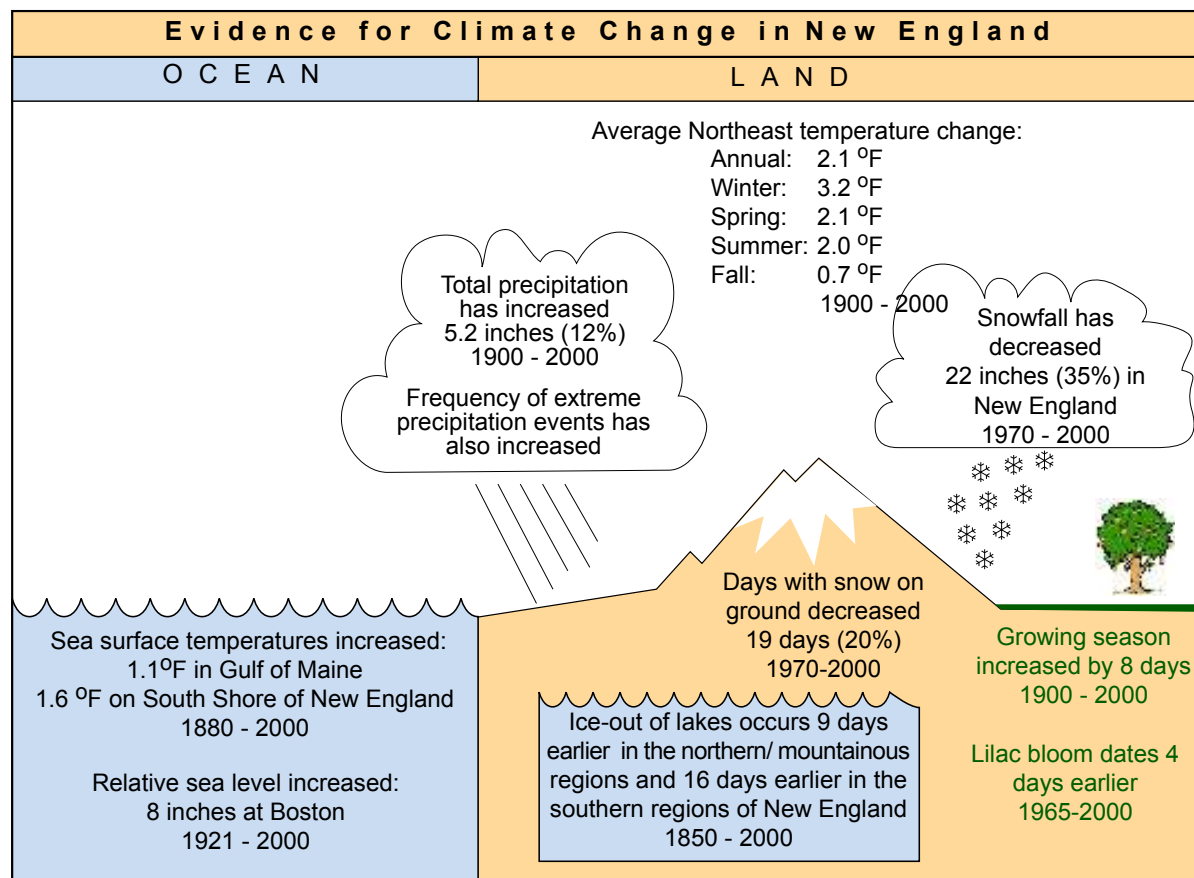 Evidence for Climate Change in New England
OCEAN
LAND
Average Northeast temperature change:
Annual: 2.1 ºF
Winter: 3.2 ºF
Spring: 2.1 ºF
Summer: 2.0 ºF
Fall: 0.7 ºF
1900 - 2000
Total precipitation
has increased
5.2 inches (12%)
1900 - 2000
Frequency of extreme
precipitation events has
also increased
Snowfall has
decreased
22 inches (35%) in
New England
1970 - 2000
Sea surface temperatures increased:
1.1ºF in Gulf of Maine
1.6 ºF on South Shore of New England
1880 - 2000
Relative sea level increased:
8 inches at Boston
1921 - 2000
Days with snow on
ground decreased
19 days (20%)
1970-2000
Ice-out of lakes occurs 9 days
earlier in the northern/ mountainous
regions and 16 days earlier in the
southern regions of New England
1850 - 2000
Growing season
increased by 8 days
1900 - 2000
Lilac bloom dates 4
days earlier
1965-2000